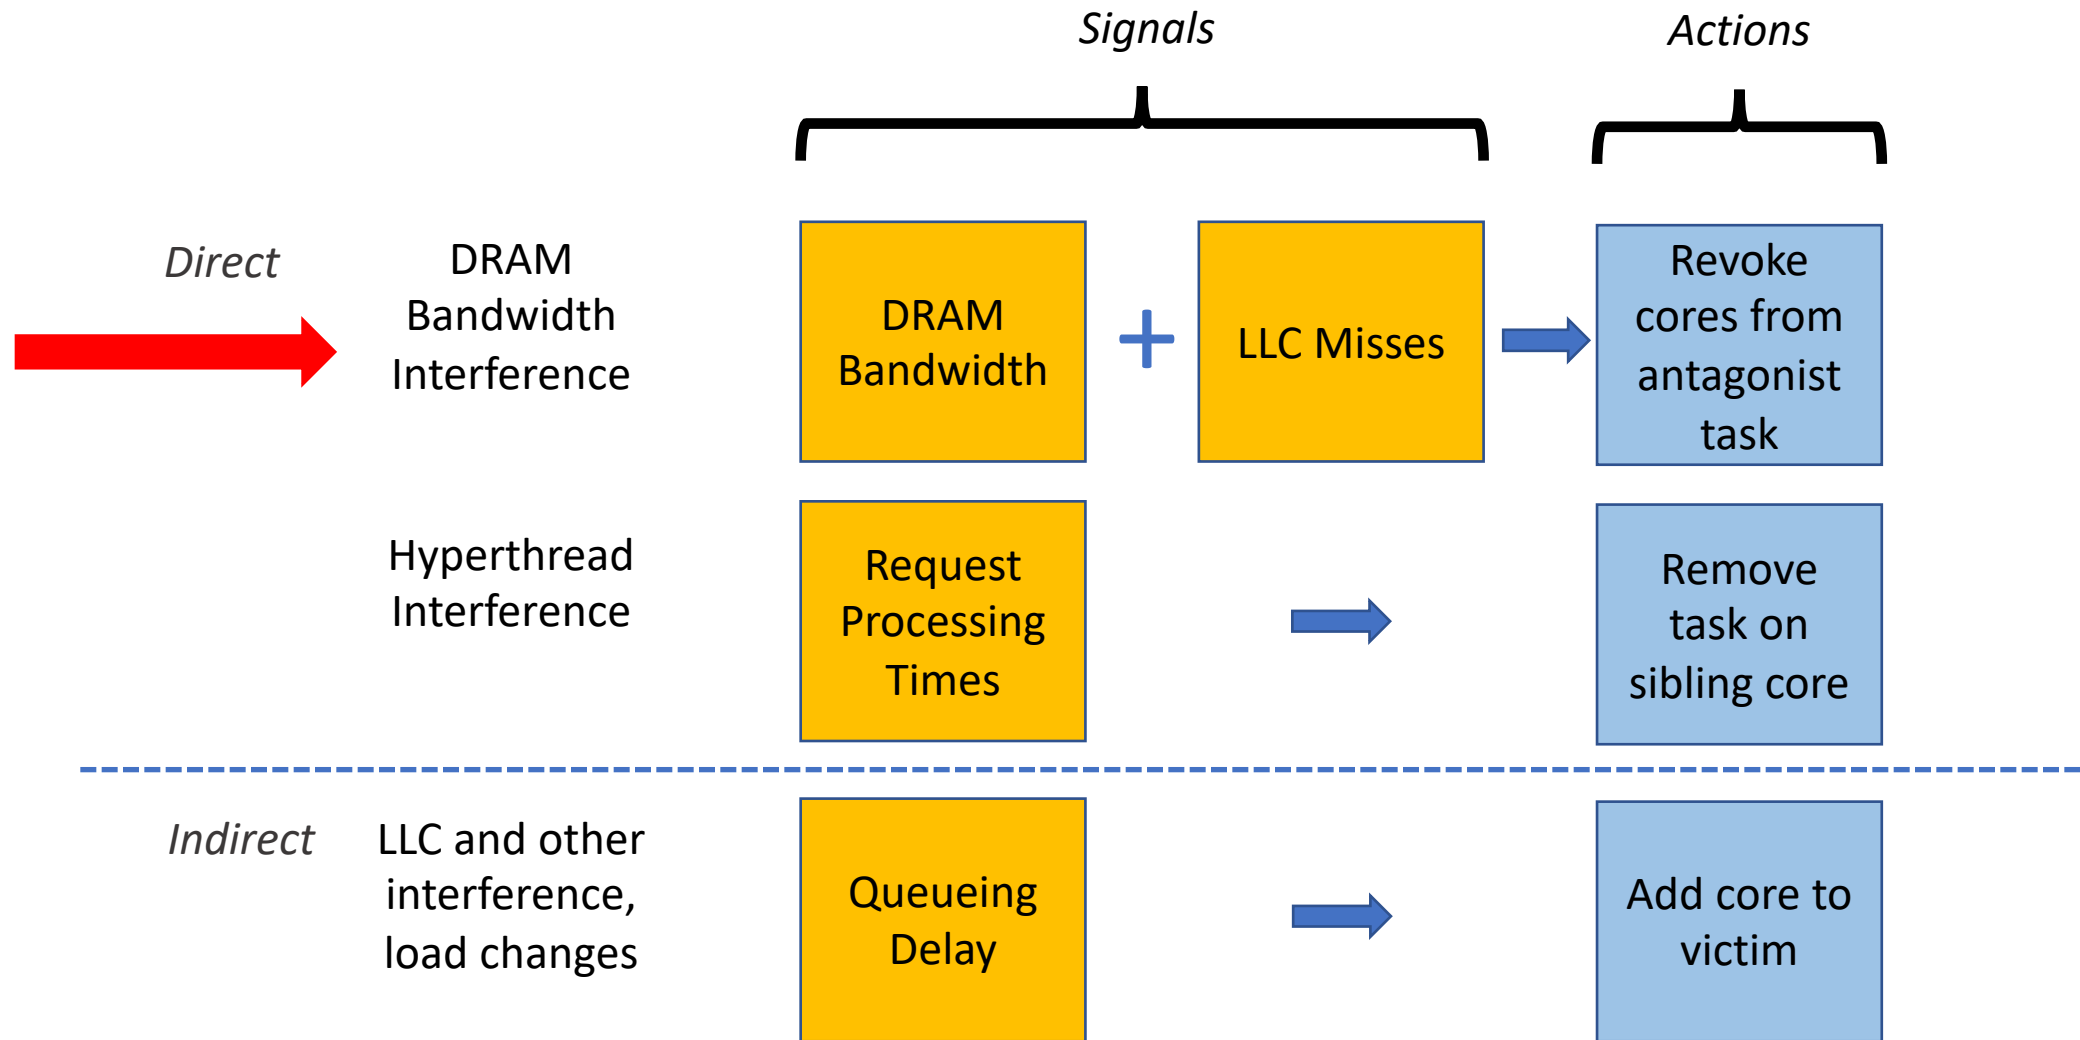 Signals
Actions
Direct
DRAM
Bandwidth
Interference
DRAM
Bandwidth
+
LLC Misses
Revoke
cores from
antagonist
task
Hyperthread
Interference
Request
Processing
Times
Remove
task on
sibling core
Indirect
LLC and other
interference,
load changes
Queueing
Delay
Add core to
victim